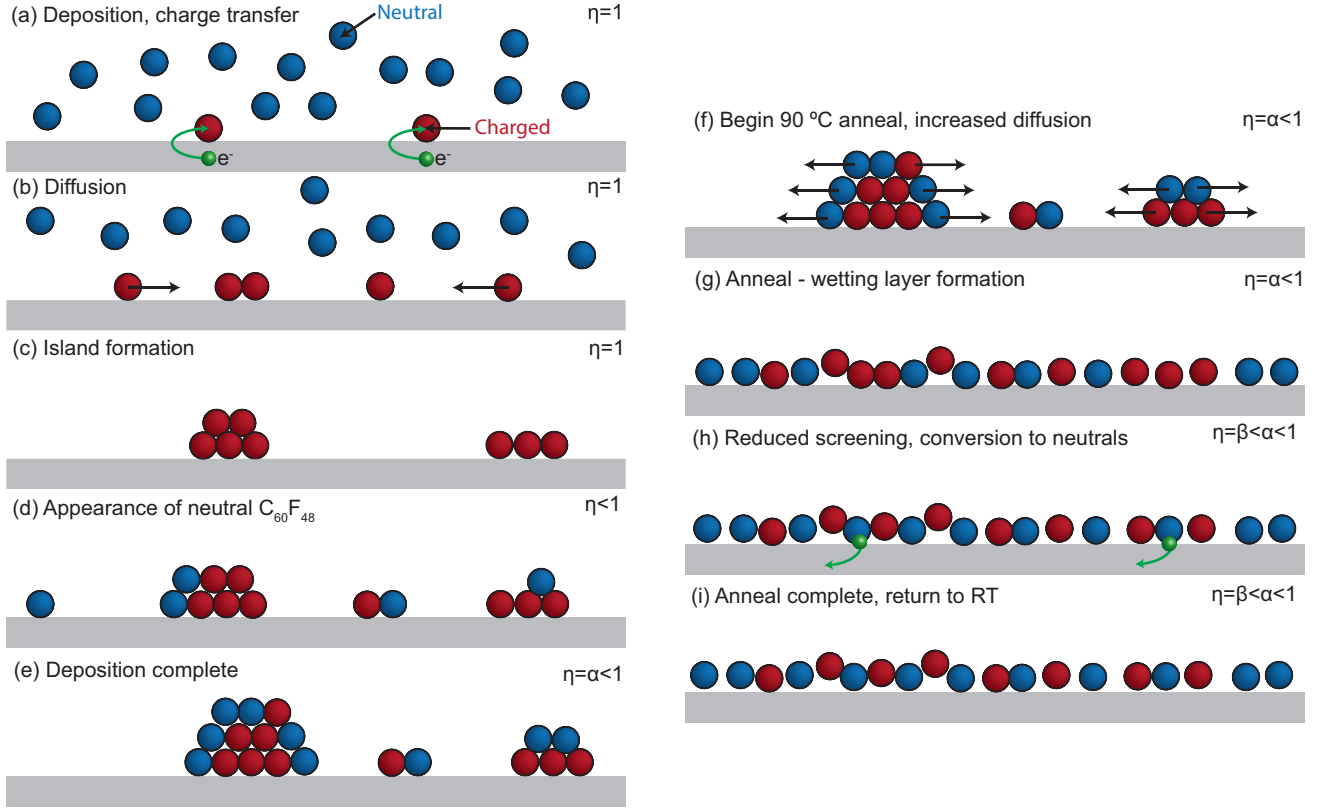 (a) Deposition, charge transfer
Neutral
η=1
Charged
e-
e-
(b) Diffusion
η=1
(c) Island formation
η=1
(d) Appearance of neutral C60F48
η<1
(e) Deposition complete
η=α<1
(f) Begin 90 ºC anneal, increased diffusion
η=α<1
(g) Anneal - wetting layer formation
η=α<1
(h) Reduced screening, conversion to neutrals
η=β<α<1
(i) Anneal complete, return to RT
η=β<α<1